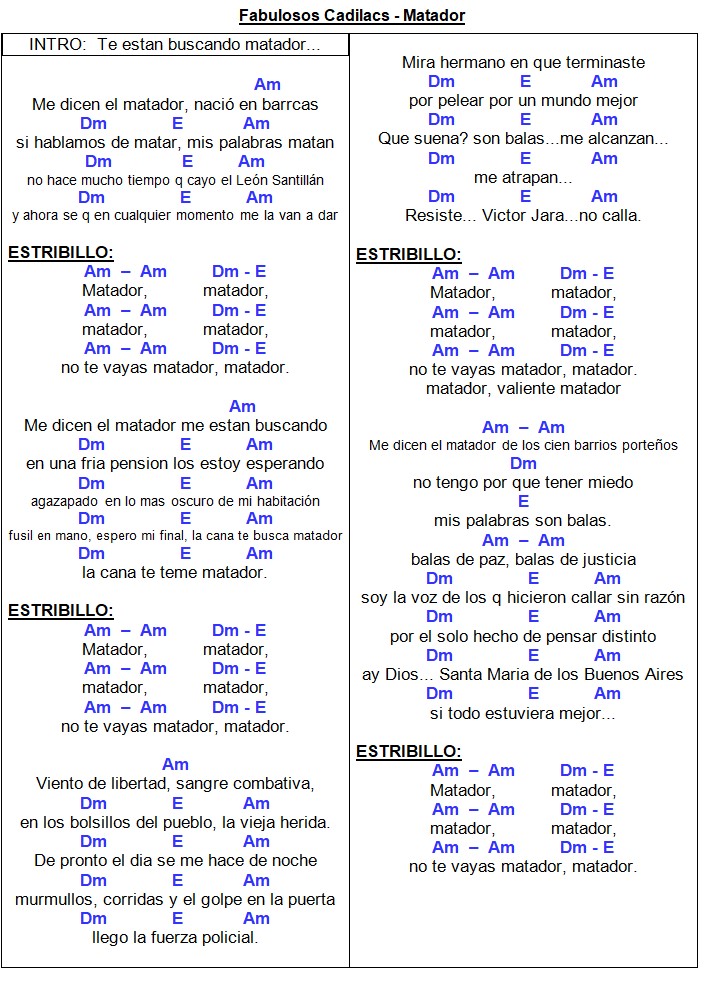 Fabulosos Cadilacs - Matador
INTRO: Te estan buscando matador...
Am
Me dicen el matador, nació en barrcas
Dm E Am
si hablamos de matar, mis palabras matan
Dm E Am
no hace mucho tiempo q cayo el León Santillán
Dm E Am
y ahora se q en cualquier momento me la van a dar
ESTRIBILLO:
Am – Am Dm - E
Matador, matador,
Am – Am Dm - E
matador, matador,
Am – Am Dm - E
no te vayas matador, matador.
Am
Me dicen el matador me estan buscando
Dm E Am
en una fria pension los estoy esperando
Dm E Am
agazapado en lo mas oscuro de mi habitación
Dm E Am
fusil en mano, espero mi final, la cana te busca matador
Dm E Am
la cana te teme matador.
ESTRIBILLO:
Am – Am Dm - E
Matador, matador,
Am – Am Dm - E
matador, matador,
Am – Am Dm - E
no te vayas matador, matador.
Am
Viento de libertad, sangre combativa,
Dm E Am
en los bolsillos del pueblo, la vieja herida.
Dm E Am
De pronto el dia se me hace de noche
Dm E Am
murmullos, corridas y el golpe en la puerta
Dm E Am
llego la fuerza policial.
Mira hermano en que terminaste
Dm E Am
por pelear por un mundo mejor
Dm E Am
Que suena? son balas...me alcanzan...
Dm E Am
me atrapan...
Dm E Am
Resiste... Victor Jara...no calla.
ESTRIBILLO:
Am – Am Dm - E
Matador, matador,
Am – Am Dm - E
matador, matador,
Am – Am Dm - E
no te vayas matador, matador.
matador, valiente matador
Am – Am
Me dicen el matador de los cien barrios porteños
Dm
no tengo por que tener miedo
E
mis palabras son balas.
Am – Am
balas de paz, balas de justicia
Dm E Am
soy la voz de los q hicieron callar sin razón
Dm E Am
por el solo hecho de pensar distinto
Dm E Am
ay Dios... Santa Maria de los Buenos Aires
Dm E Am
si todo estuviera mejor...
ESTRIBILLO:
Am – Am Dm - E
Matador, matador,
Am – Am Dm - E
matador, matador,
Am – Am Dm - E
no te vayas matador, matador.